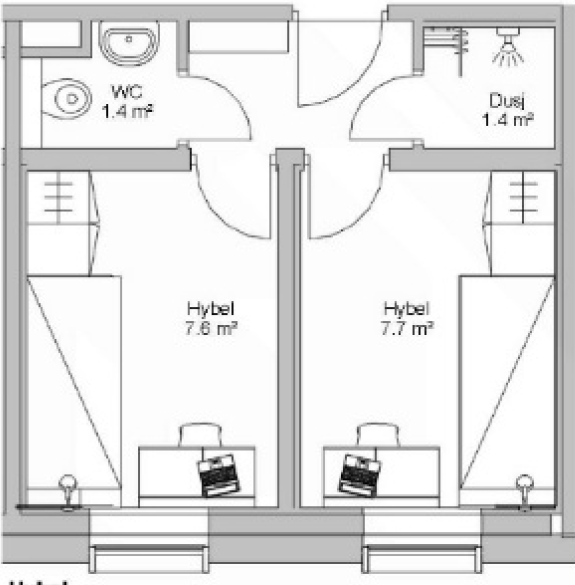 WC
1.4 m²
Dusj
1.4 m²
Hybel
7.6 m²
Hybel
7.7 m²